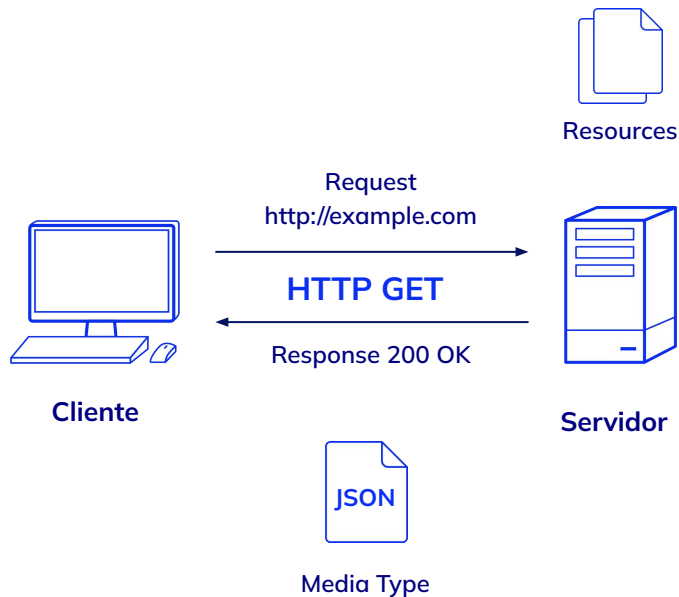 Resources
Request
http://example.com
HTTP GET
Response 200 OK
Cliente
Servidor
JSON
Media Type